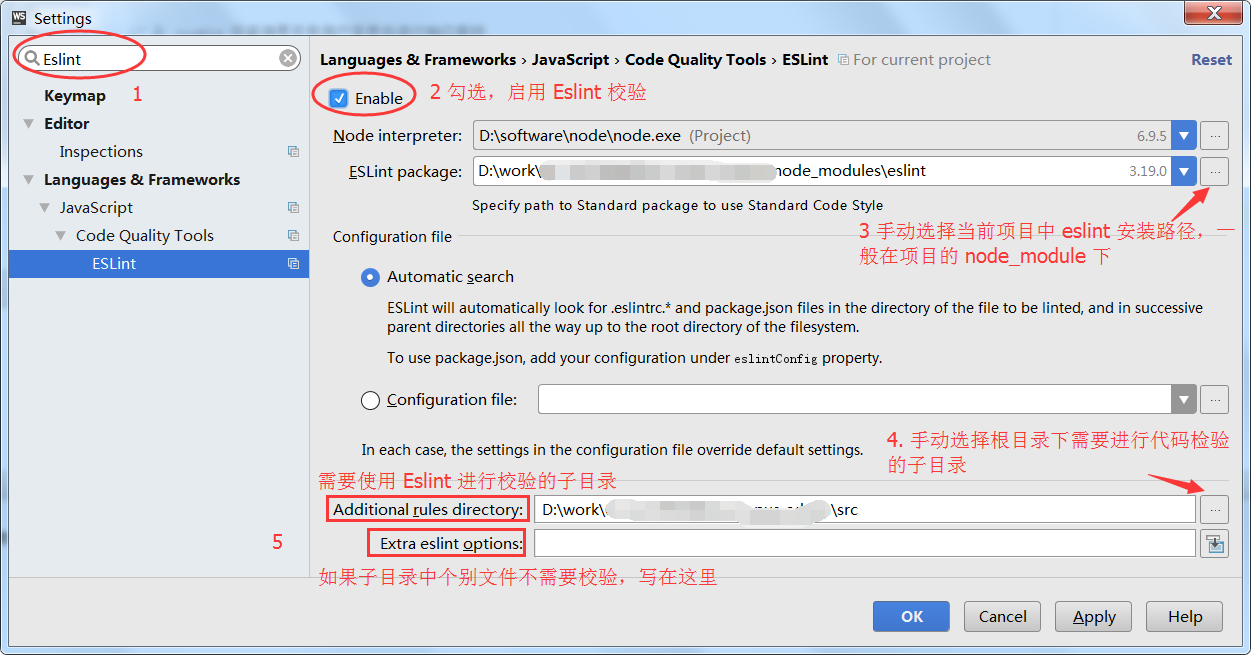 WS Settings
Eslint
1
Keymap
Editor
Inspections
Languages & Frameworks
JavaScript
Code Quality Tools
ESLint
Languages & Frameworks › JavaScript › Code Quality Tools › ESLint For current project Reset
Enable 2 勾选，启用 Eslint 校验
Node interpreter: D:\software\node\node.exe (Project) 6.9.5 ...
ESLint package: D:\work\ node_modules\eslint 3.19.0 ...
Specify path to Standard package to use Standard Code Style
3 手动选择当前项目中 eslint 安装路径，一
般在项目的 node_module 下
Configuration file
Automatic search
ESLint will automatically look for .eslintrc.* and package.json files in the directory of the file to be linted, and in successive
parent directories all the way up to the root directory of the filesystem.
To use package.json, add your configuration under eslintConfig property.
Configuration file: ...
In each case, the settings in the configuration file override default settings.
4. 手动选择根目录下需要进行代码检验
的子目录
需要使用 Eslint 进行校验的子目录
Additional rules directory: D:\work\ \src ...
5
Extra eslint options:
如果子目录中个别文件不需要校验，写在这里
OK Cancel Apply Help